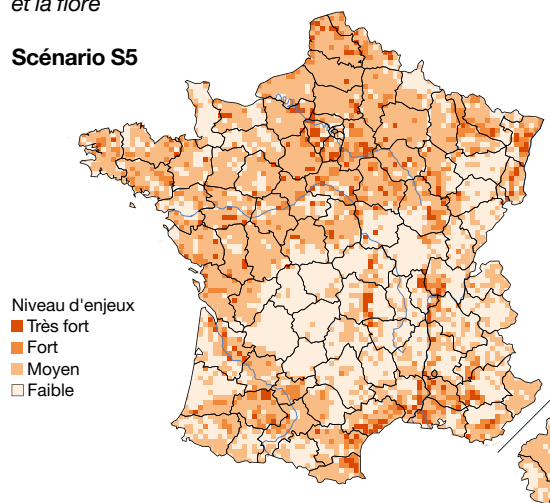 et la flore
Scénario S5
Niveau d'enjeux
Très fort
Fort
Moyen
Faible